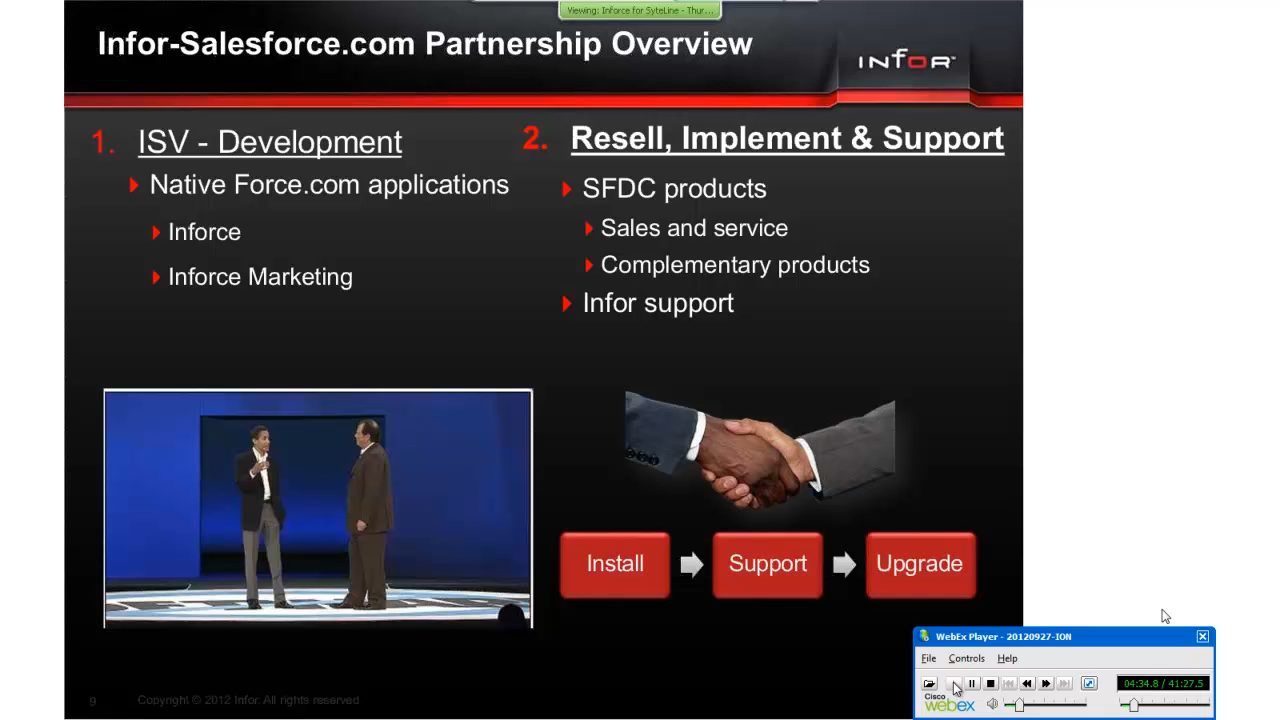 Viewing: Inforce for SyteLine - Thur...
Infor-Salesforce.com Partnership Overview
INFOR™
1. ISV - Development
Native Force.com applications
Inforce
Inforce Marketing
2. Resell, Implement & Support
SFDC products
Sales and service
Complementary products
Infor support
Install
Support
Upgrade
9
Copyright © 2012 Infor. All rights reserved
WebEx Player - 20120927-ION
File Controls Help
04:34.8 / 41:27.5
Cisco
webex